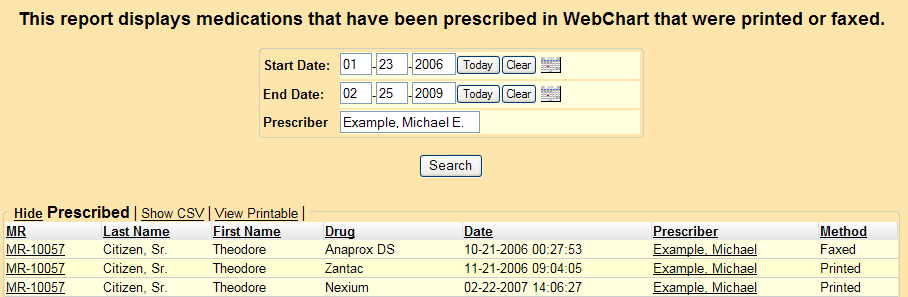 This report displays medications that have been prescribed in WebChart that were printed or faxed.
Start Date: 01 - 23 - 2006 Today Clear
End Date: 02 - 25 - 2009 Today Clear
Prescriber Example, Michael E.
Search
Hide Prescribed | Show CSV | View Printable |
MR Last Name First Name Drug Date Prescriber Method
MR-10057 Citizen, Sr. Theodore Anaprox DS 10-21-2006 00:27:53 Example, Michael Faxed
MR-10057 Citizen, Sr. Theodore Zantac 11-21-2006 09:04:05 Example, Michael Printed
MR-10057 Citizen, Sr. Theodore Nexium 02-22-2007 14:06:27 Example, Michael Printed